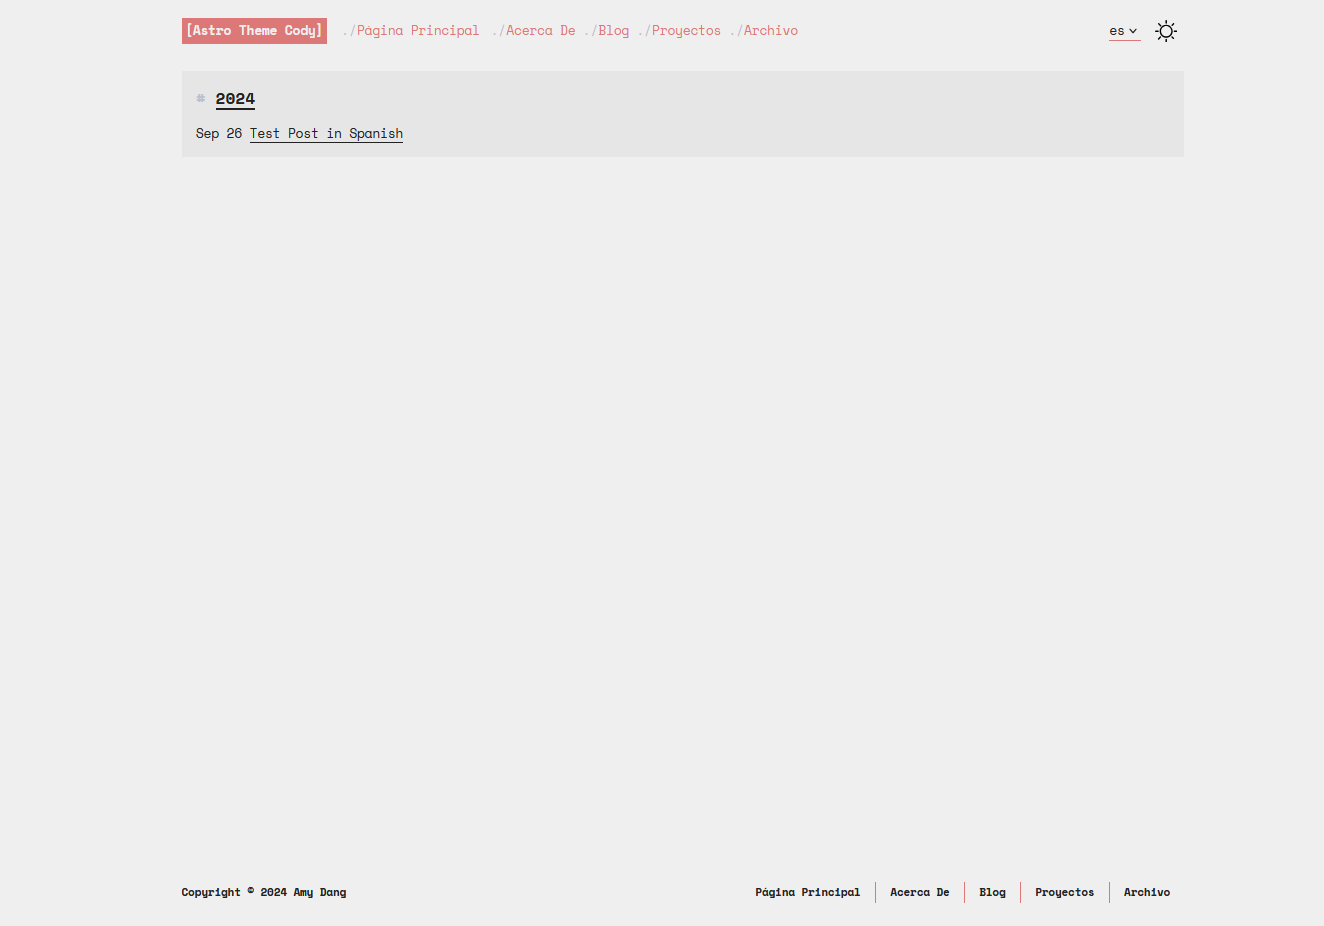 [Astro Theme Cody] ./Página Principal ./Acerca De ./Blog ./Proyectos ./Archivo es
# 2024
Sep 26 Test Post in Spanish
Copyright © 2024 Amy Dang Página Principal Acerca De Blog Proyectos Archivo